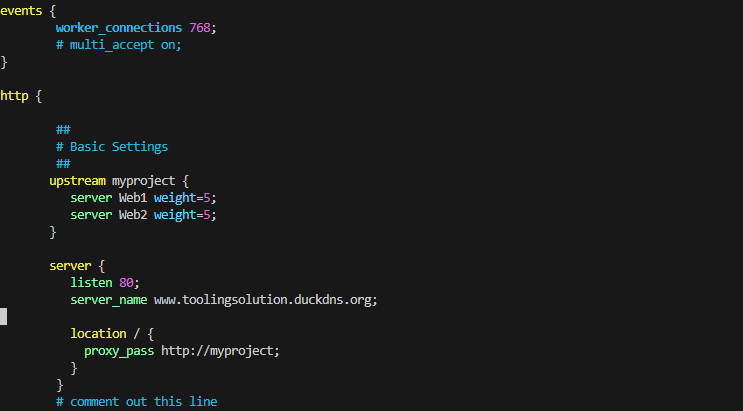 events {
worker_connections 768;
# multi_accept on;
}
http {
##
# Basic Settings
##
upstream myproject {
server Web1 weight=5;
server Web2 weight=5;
}
server {
listen 80;
server_name www.toolingsolution.duckdns.org;
location / {
proxy_pass http://myproject;
}
}
# comment out this line